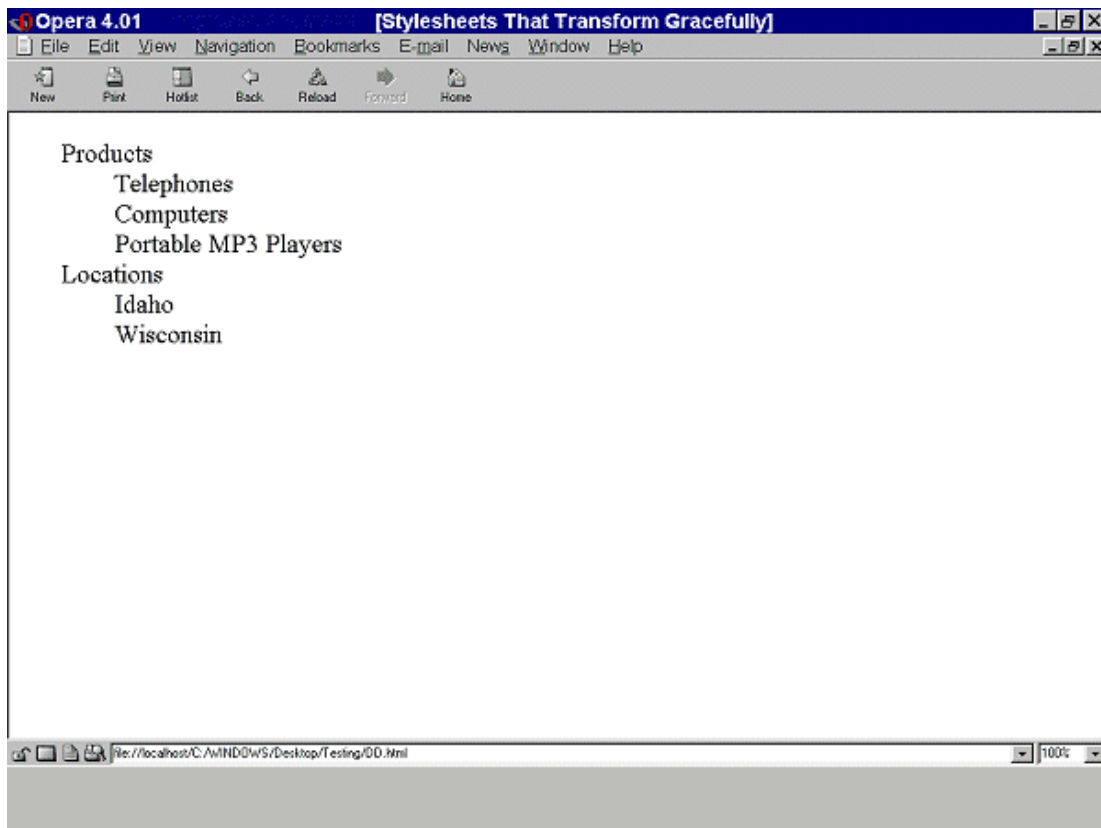 Opera 4.01 [Stylesheets That Transform Gracefully]
File Edit View Navigation Bookmarks E-mail News Window Help
New Print Hotlist Back Reload Forward Home
Products
Telephones
Computers
Portable MP3 Players
Locations
Idaho
Wisconsin
file://localhost/C:/WINDOWS/Desktop/Testing/DD.html 100%